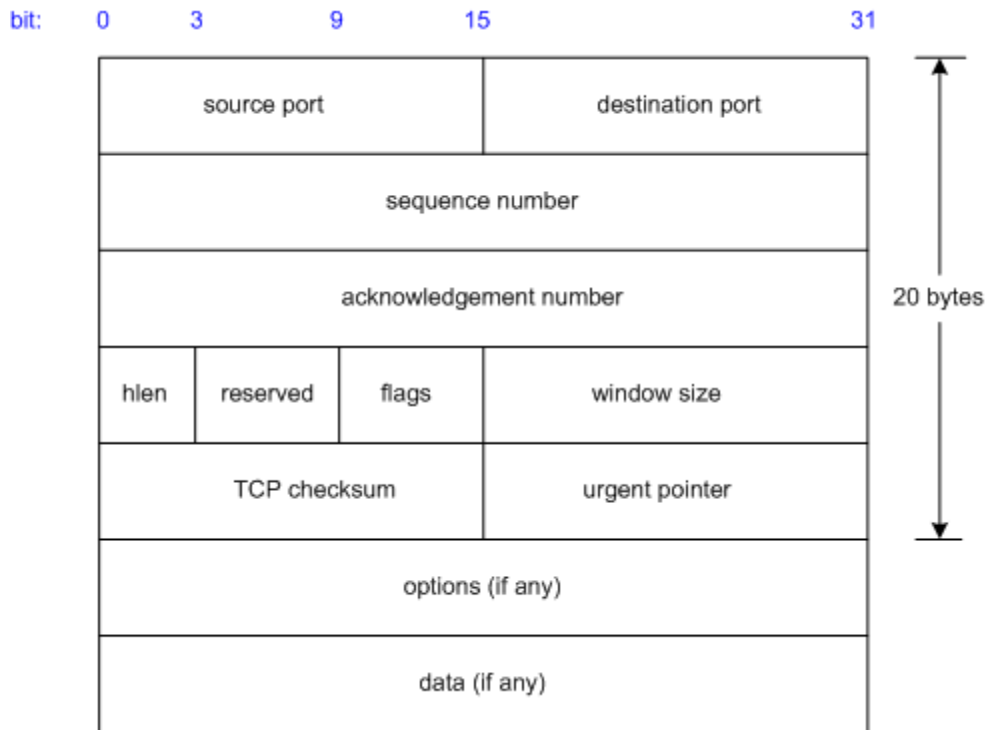 bit: 0 3 9 15 31
source port destination port
sequence number
acknowledgement number 20 bytes
hlen reserved flags window size
TCP checksum urgent pointer
options (if any)
data (if any)